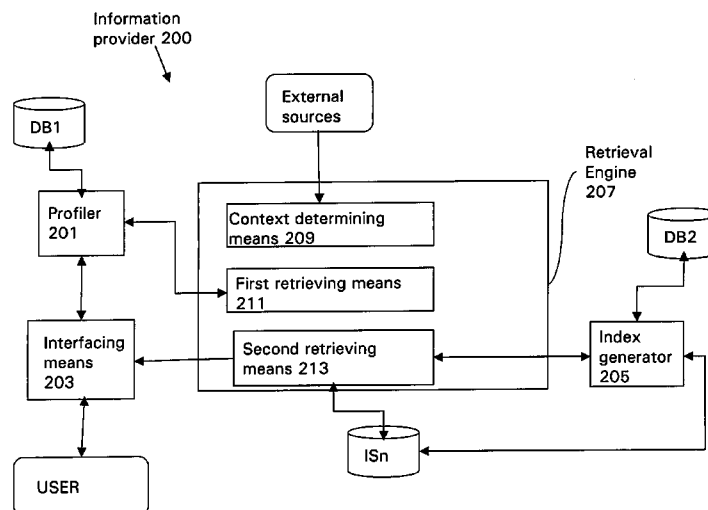 Information
provider 200
External
sources
DB1
Retrieval
Engine
207
Profiler
201
Context determining
means 209
DB2
First retrieving means
211
Interfacing
means
203
Second retrieving
means 213
Index
generator
205
ISn
USER